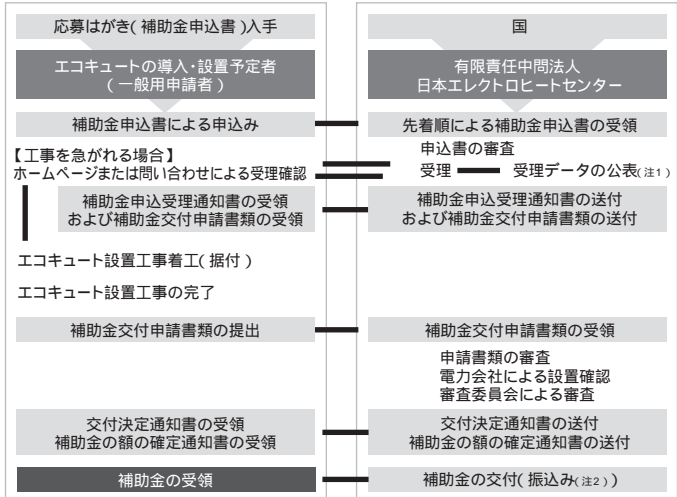 応募はがき(補助金申込書)入手
エコキュートの導入・設置予定者
(一般用申請者)
補助金申込書による申込み
【工事を急がれる場合】
ホームページまたは問い合わせによる受理確認
補助金申込受理通知書の受領
および補助金交付申請書類の受領
エコキュート設置工事着工(据付)
エコキュート設置工事の完了
補助金交付申請書類の提出
交付決定通知書の受領
補助金の額の確定通知書の受領
補助金の受領
国
有限責任中問法人
日本エレクトロヒートセンター
先着順による補助金申込書の受領
申込書の審査
受理 受理データの公表(注1)
補助金申込受理通知書の送付
および補助金交付申請書類の送付
補助金交付申請書類の受領
申請書類の審査
電力会社による設置確認
審査委員会による審査
交付決定通知書の送付
補助金の額の確定通知書の送付
補助金の交付(振込み(注2))